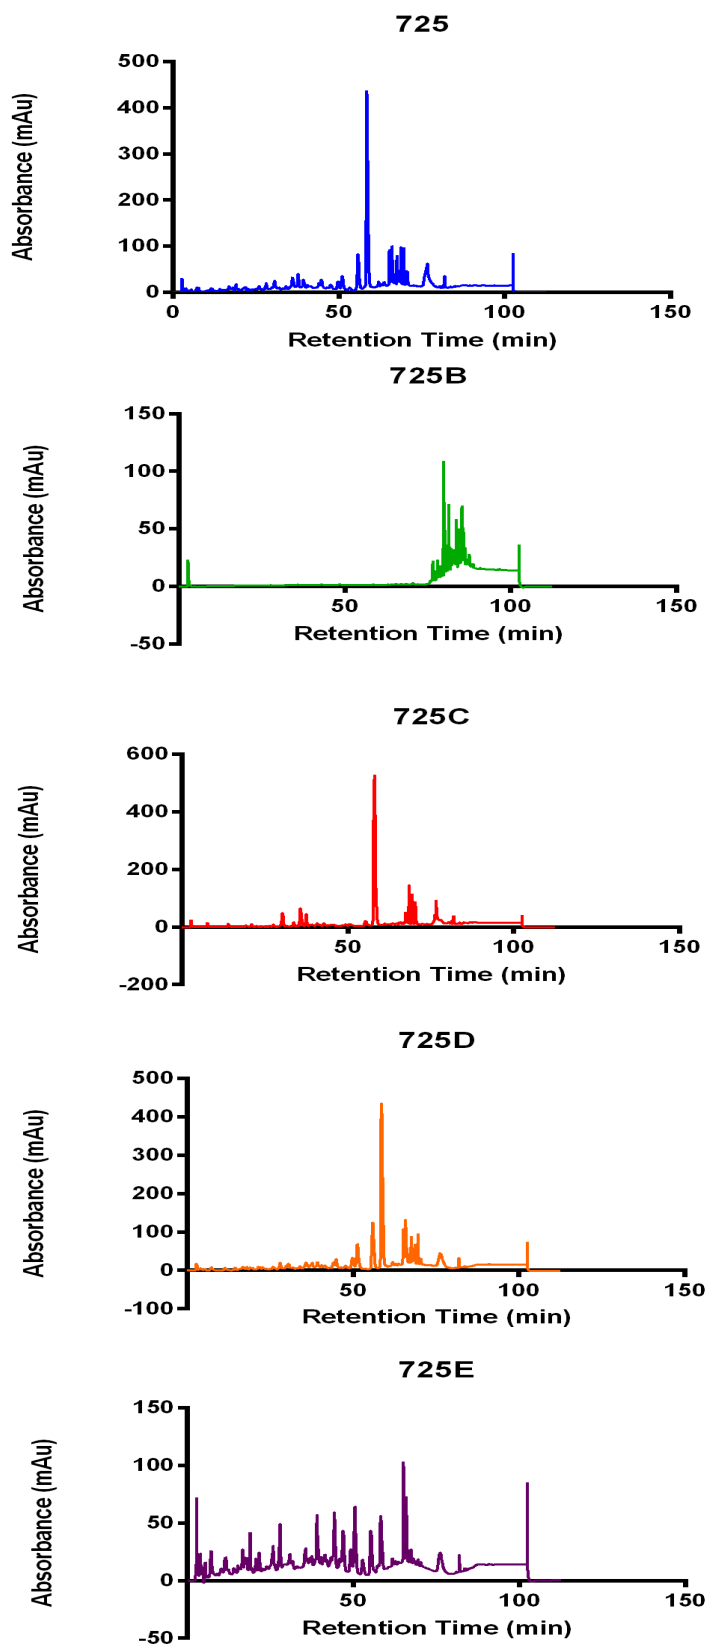 725
Absorbance (mAu)
500
400
300
200
100
0
0 50 100 150
Retention Time (min)
725B
Absorbance (mAu)
150
100
50
0
-50
50 100 150
Retention Time (min)
725C
Absorbance (mAu)
600
400
200
0
-200
50 100 150
Retention Time (min)
725D
Absorbance (mAu)
500
400
300
200
100
0
-100
50 100 150
Retention Time (min)
725E
Absorbance (mAu)
150
100
50
0
-50
50 100 150
Retention Time (min)